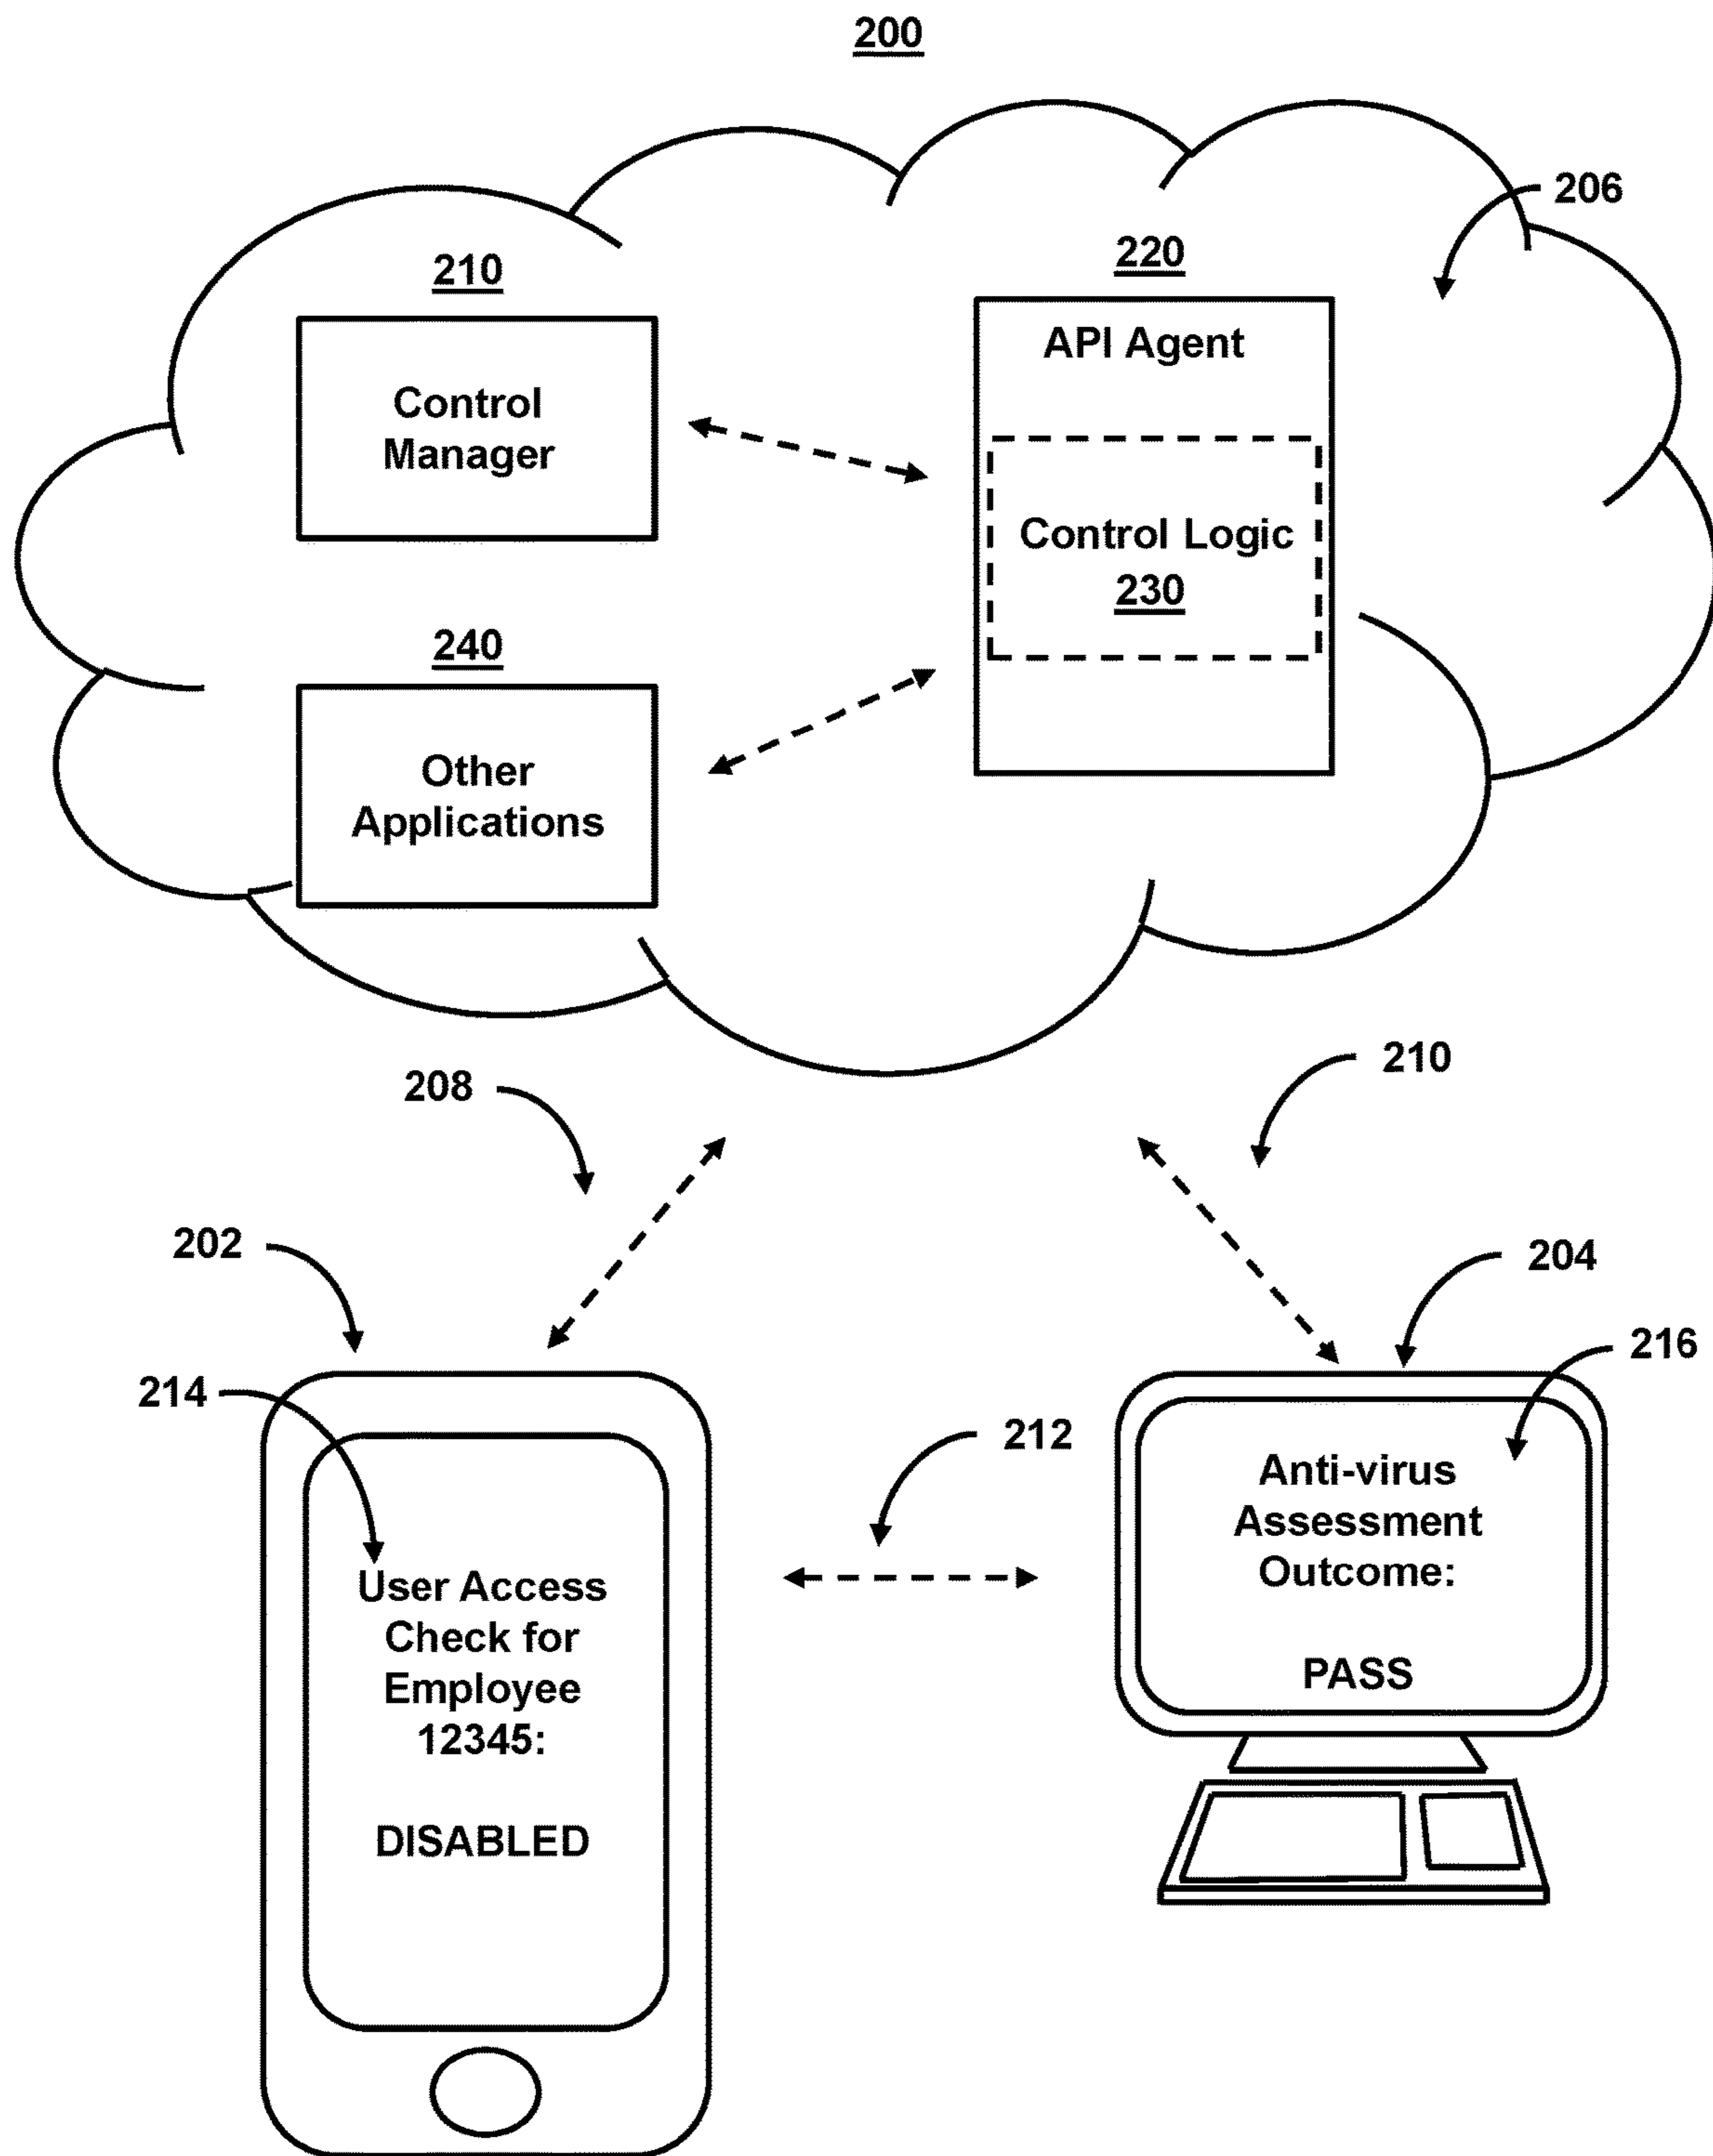 200
206
210
220
Control
Manager
API Agent
Control Logic
230
240
Other
Applications
208
210
202
204
214
216
212
User Access
Check for
Employee
12345:
DISABLED
Anti-virus
Assessment
Outcome:
PASS